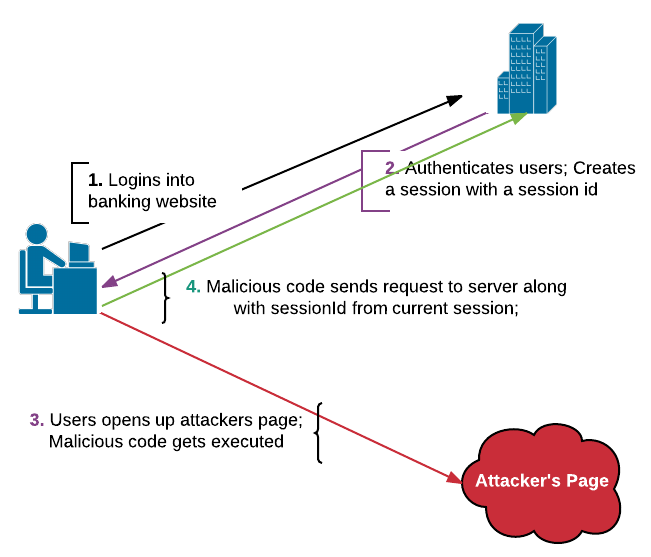 1. Logins into
banking website
2. Authenticates users; Creates
a session with a session id
4. Malicious code sends request to server along
with sessionId from current session;
3. Users opens up attackers page;
Malicious code gets executed
Attacker's Page